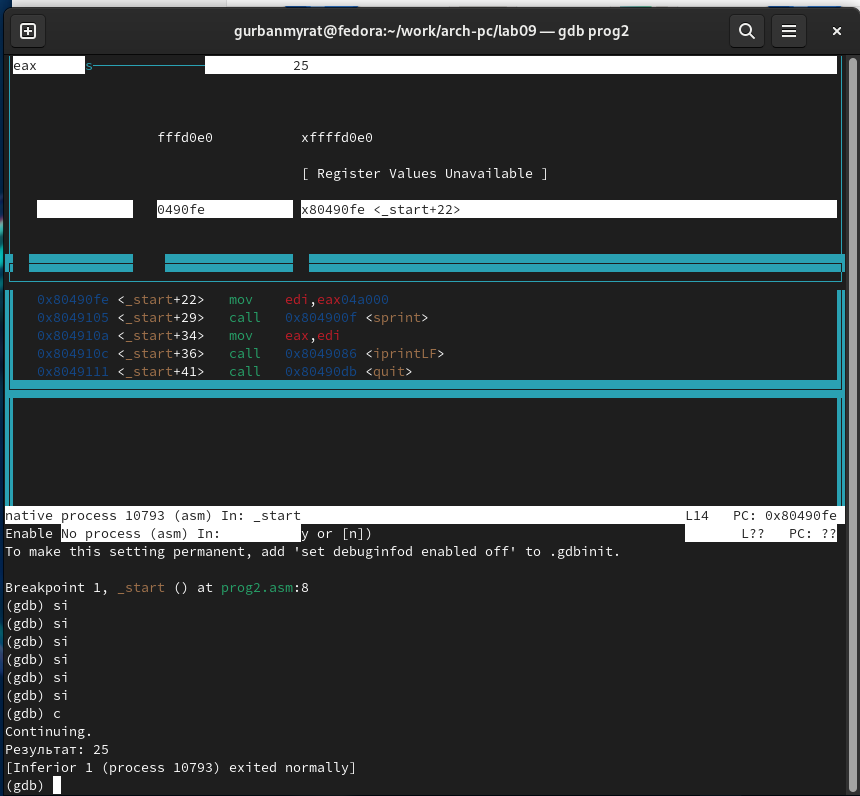 gurbanmyrat@fedora:~/work/arch-pc/lab09 — gdb prog2
eax s 25
fffd0e0 xffffd0e0
[ Register Values Unavailable ]
0490fe x80490fe <_start+22>
0x80490fe <_start+22> mov edi,eax04a000
0x8049105 <_start+29> call 0x804900f <sprint>
0x804910a <_start+34> mov eax,edi
0x804910c <_start+36> call 0x8049086 <iprintLF>
0x8049111 <_start+41> call 0x80490db <quit>
native process 10793 (asm) In: _start L14 PC: 0x80490fe
Enable No process (asm) In: y or [n]) L?? PC: ??
To make this setting permanent, add 'set debuginfod enabled off' to .gdbinit.
Breakpoint 1, _start () at prog2.asm:8
(gdb) si
(gdb) si
(gdb) si
(gdb) si
(gdb) si
(gdb) si
(gdb) c
Continuing.
Результат: 25
[Inferior 1 (process 10793) exited normally]
(gdb)